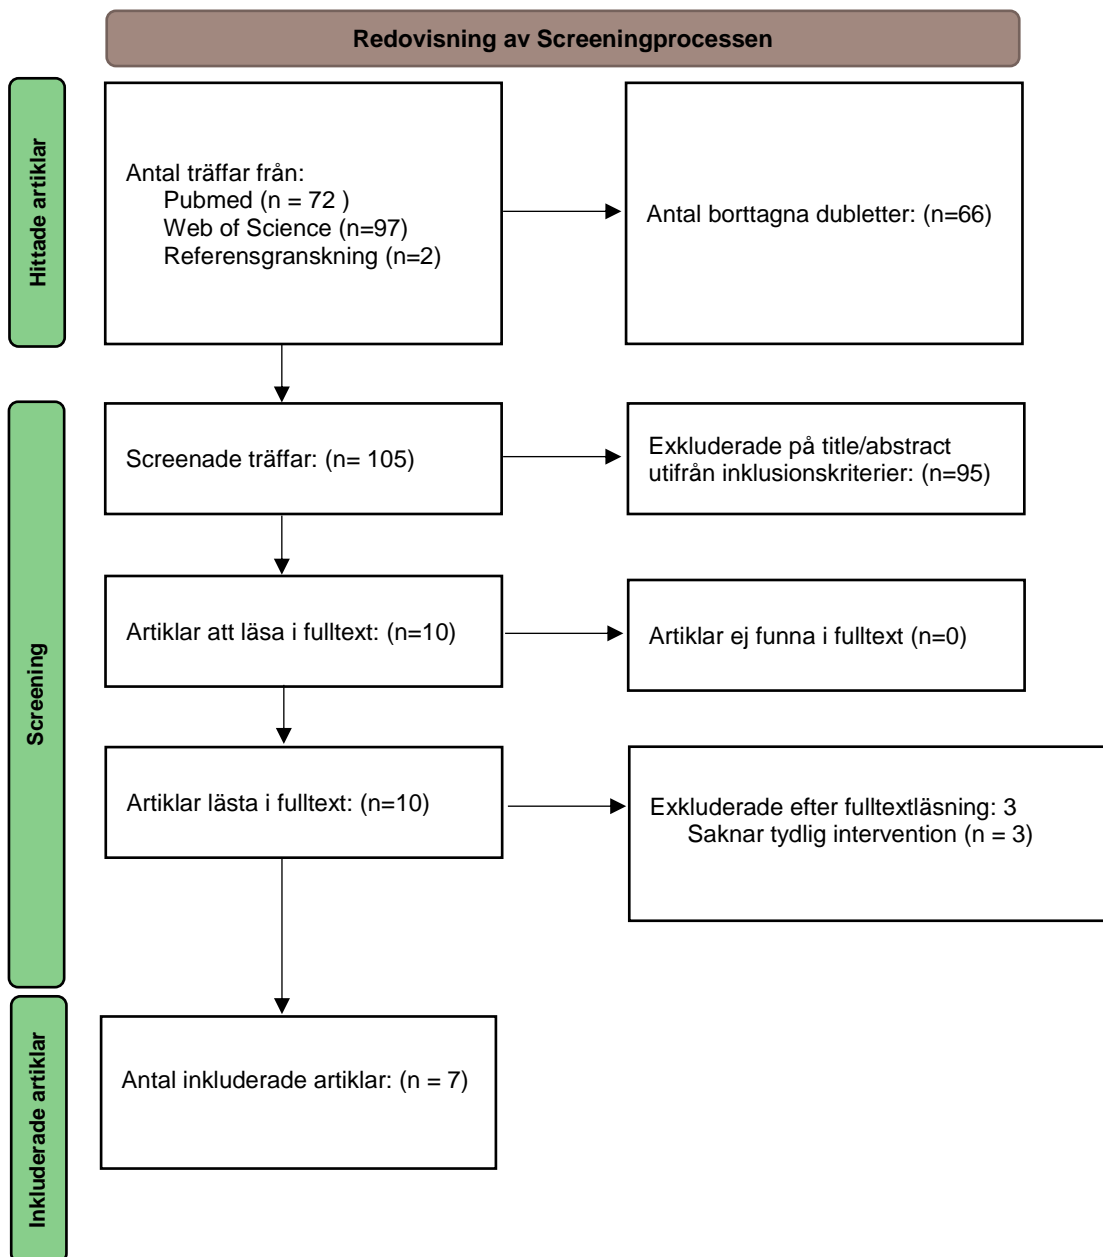 Redovisning av Screeningprocessen
Hittade artiklar
Antal träffar från:
Pubmed (n = 72 )
Web of Science (n=97)
Referensgranskning (n=2)
Antal borttagna dubletter: (n=66)
Screening
Screenade träffar: (n= 105)
Exkluderade på title/abstract
utifrån inklusionskriterier: (n=95)
Artiklar att läsa i fulltext: (n=10)
Artiklar ej funna i fulltext (n=0)
Artiklar lästa i fulltext: (n=10)
Exkluderade efter fulltextläsning: 3
Saknar tydlig intervention (n = 3)
Inkluderade artiklar
Antal inkluderade artiklar: (n = 7)